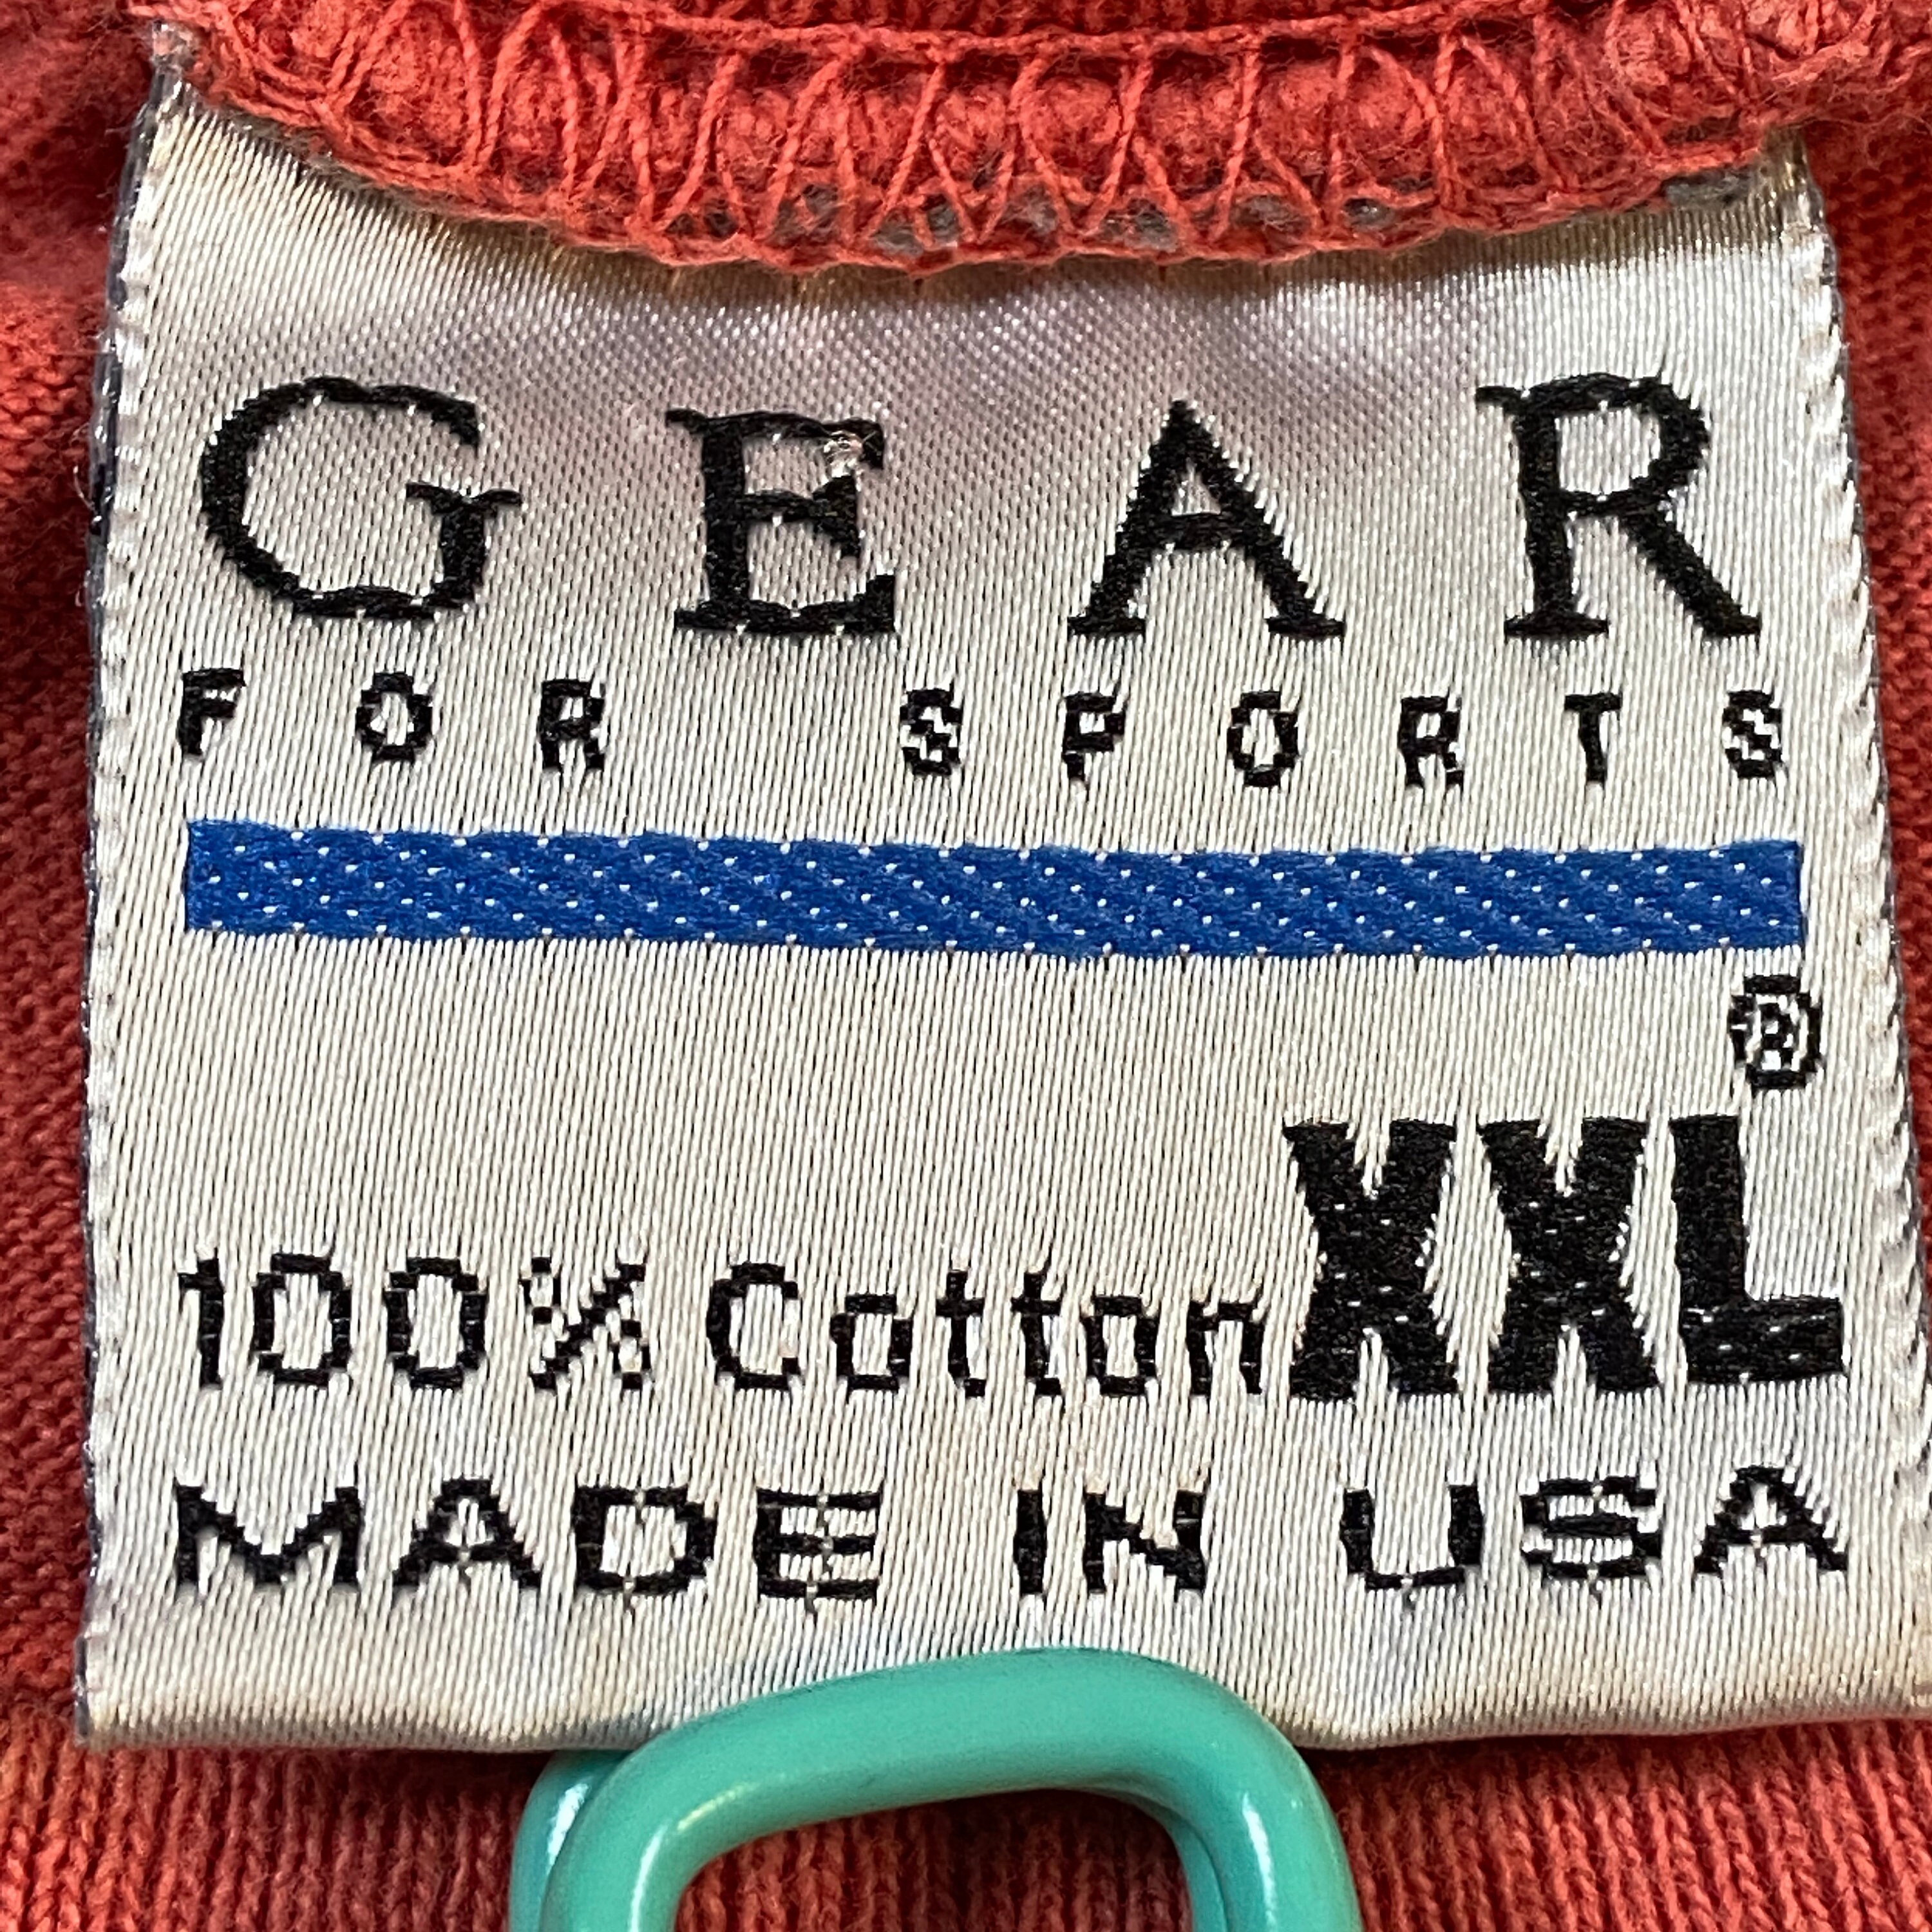 GEAR
FOR SPORTS
®
XXL
100% Cotton
MADE IN USA